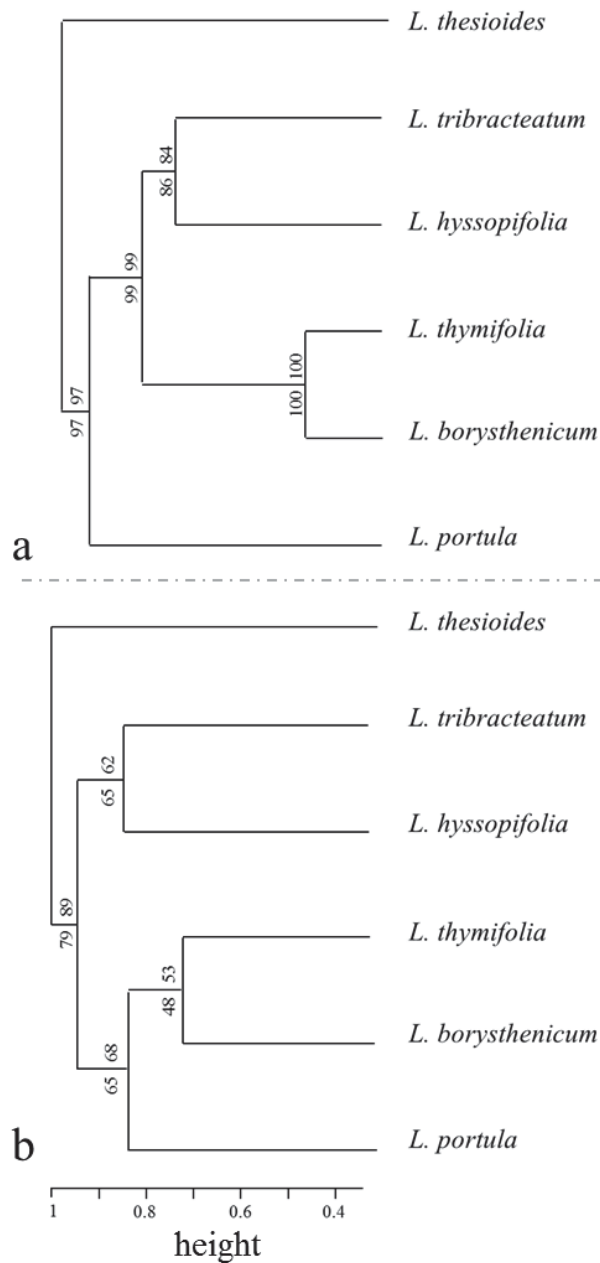 L. thesioides
L. tribracteatum
84
86
L. hyssopifolia
99
99
L. thymifolia
100
100
L. borysthenicum
97
97
L. portula
a
L. thesioides
L. tribracteatum
62
65
L. hyssopifolia
89
79
L. thymifolia
53
48
L. borysthenicum
68
65
L. portula
b
1 0.8 0.6 0.4
height